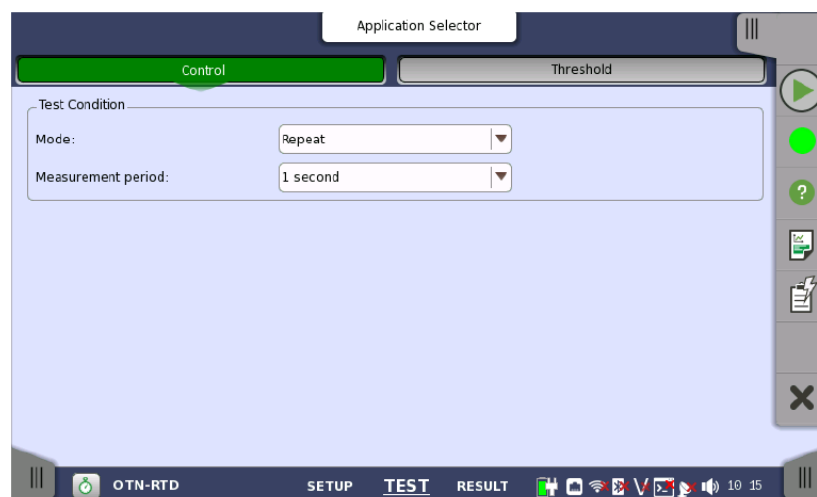 Application Selector
Control
Threshold
Test Condition
Mode:
Repeat
Measurement period:
1 second
?
OTN-RTD
SETUP
TEST
RESULT
10 15